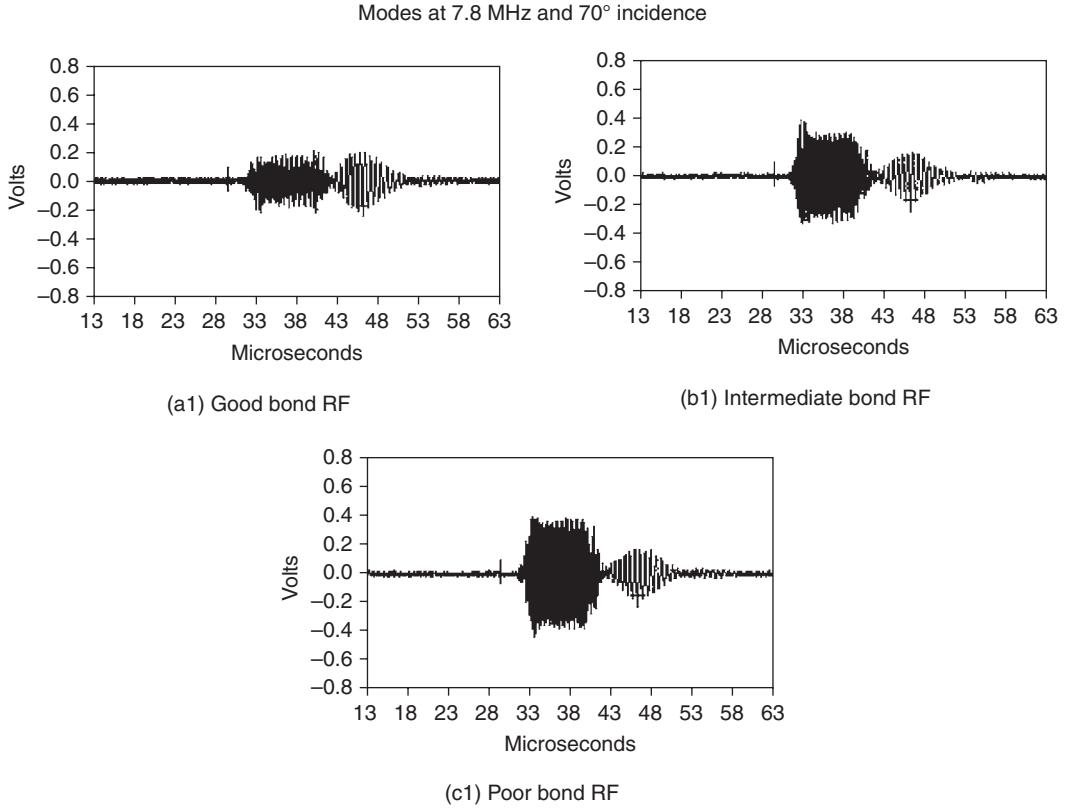 Modes at 7.8 MHz and 70° incidence
0.8
0.6
0.4
0.2
0.0
−0.2
−0.4
−0.6
−0.8
Volts
13 18 23 28 33 38 43 48 53 58 63
Microseconds
(a1) Good bond RF
0.8
0.6
0.4
0.2
0.0
−0.2
−0.4
−0.6
−0.8
Volts
13 18 23 28 33 38 43 48 53 58 63
Microseconds
(b1) Intermediate bond RF
0.8
0.6
0.4
0.2
0.0
−0.2
−0.4
−0.6
−0.8
Volts
13 18 23 28 33 38 43 48 53 58 63
Microseconds
(c1) Poor bond RF